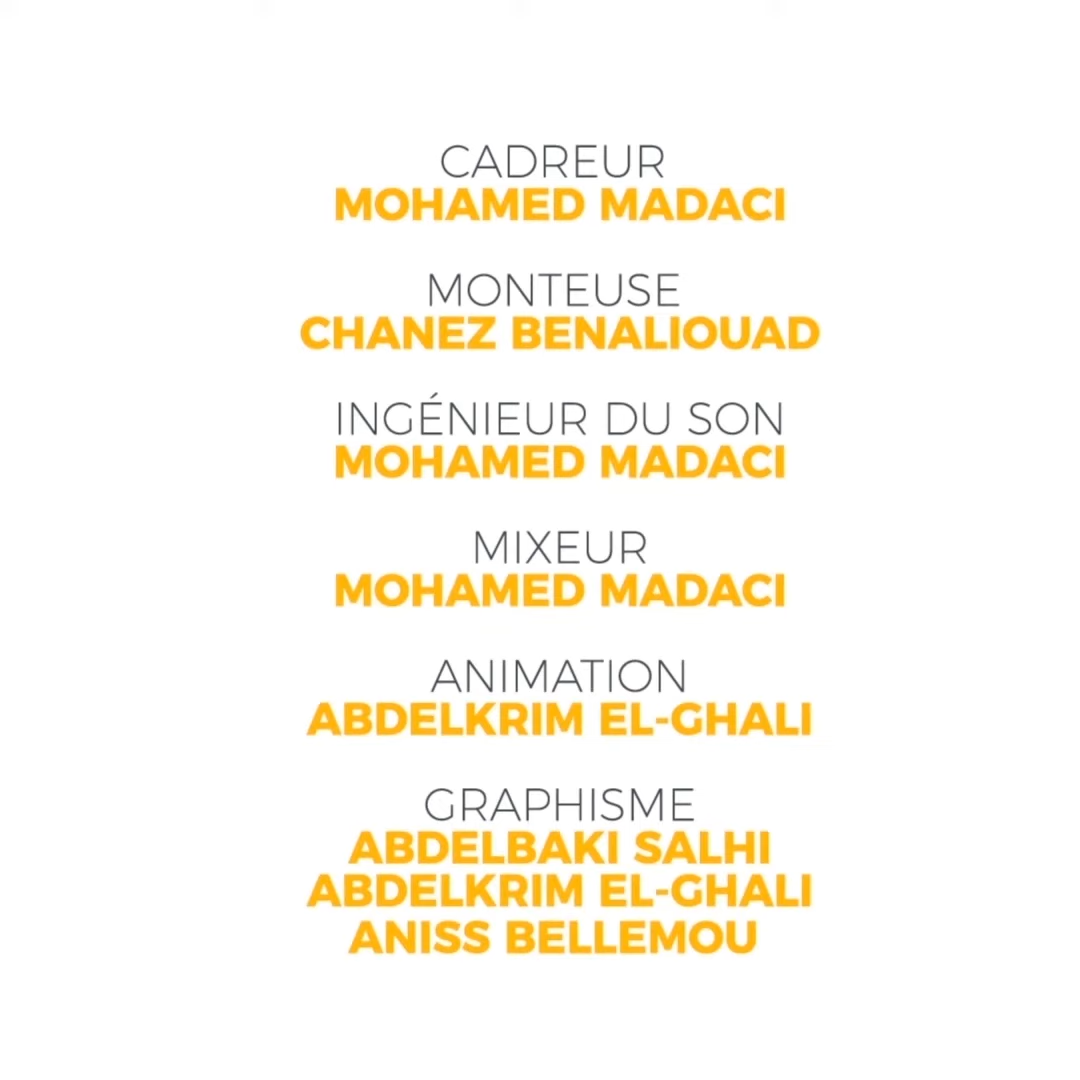 CADREUR
MOHAMED MADACI
MONTEUSE
CHANEZ BENALIOUAD
INGÉNIEUR DU SON
MOHAMED MADACI
MIXEUR
MOHAMED MADACI
ANIMATION
ABDELKRIM EL-GHALI
GRAPHISME
ABDELBAKI SALHI
ABDELKRIM EL-GHALI
ANISS BELLEMOU